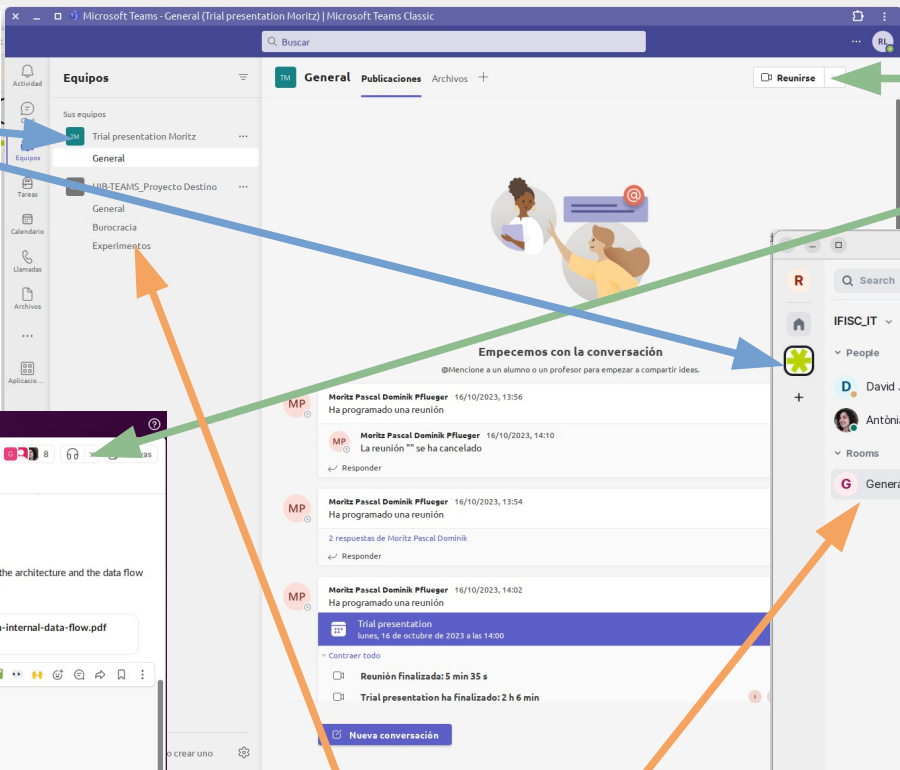 Microsoft Teams - General (Trial presentation Moritz) | Microsoft Teams Classic
Buscar
RL
Actividad
Equipos
Tareas
Calendario
Llamadas
Archivos
Aplicacio...
Equipos
Sus equipos
TM Trial presentation Moritz
General
UIB-TEAMS_Proyecto Destino
General
Burocracia
Experimentos
TM General Publicaciones Archivos
Reunirse
@
Empecemos con la conversación
@Mencione a un alumno o un profesor para empezar a compartir ideas.
MP Moritz Pascal Dominik Pflueger 16/10/2023, 13:56
Ha programado una reunión
MP Moritz Pascal Dominik Pflueger 16/10/2023, 14:10
La reunión "" se ha cancelado
Responder
MP Moritz Pascal Dominik Pflueger 16/10/2023, 13:54
Ha programado una reunión
2 respuestas de Moritz Pascal Dominik
Responder
MP Moritz Pascal Dominik Pflueger 16/10/2023, 14:02
Ha programado una reunión
Trial presentation
lunes, 16 de octubre de 2023 a las 14:00
Contraer todo
Reunión finalizada: 5 min 35 s
Trial presentation ha finalizado: 2 h 6 min
Nueva conversación
o crear uno
G 8
the architecture and the data flow
-internal-data-flow.pdf
R
Search
IFISC_IT
People
D David
Antònia
Rooms
G Genera